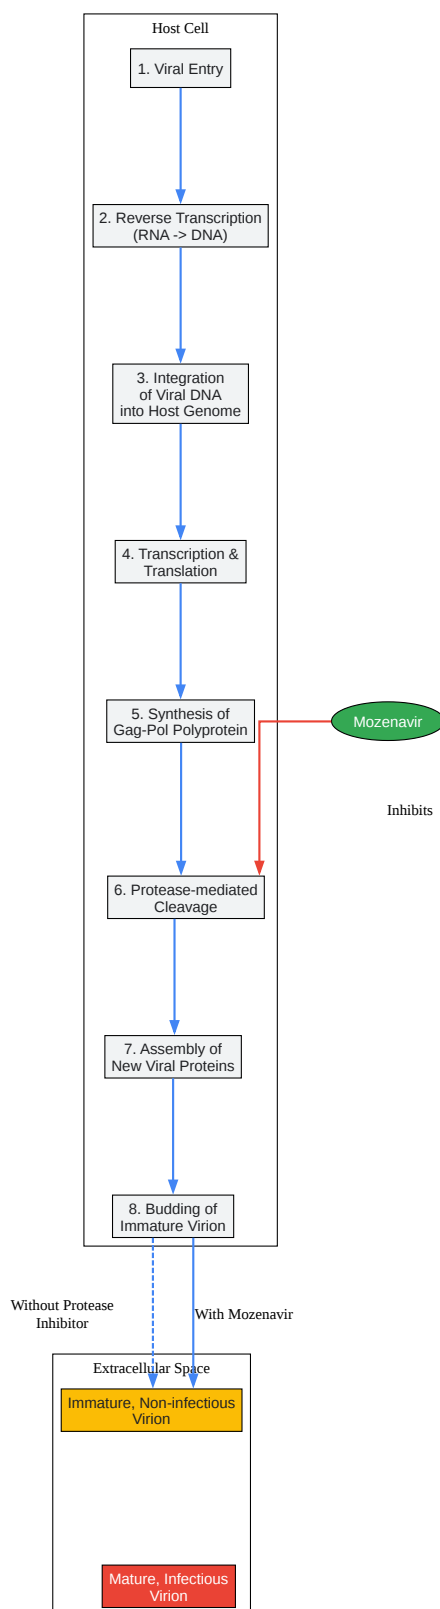 Host Cell
1. Viral Entry
2. Reverse Transcription
(RNA -> DNA)
3. Integration
of Viral DNA
into Host Genome
4. Transcription &
Translation
5. Synthesis of
Gag-Pol Polyprotein
Mozenavir
Inhibits
6. Protease-mediated
Cleavage
7. Assembly of
New Viral Proteins
8. Budding of
Immature Virion
Without Protease
Inhibitor
With Mozenavir
Extracellular Space
Immature, Non-infectious
Virion
Mature, Infectious
Virion